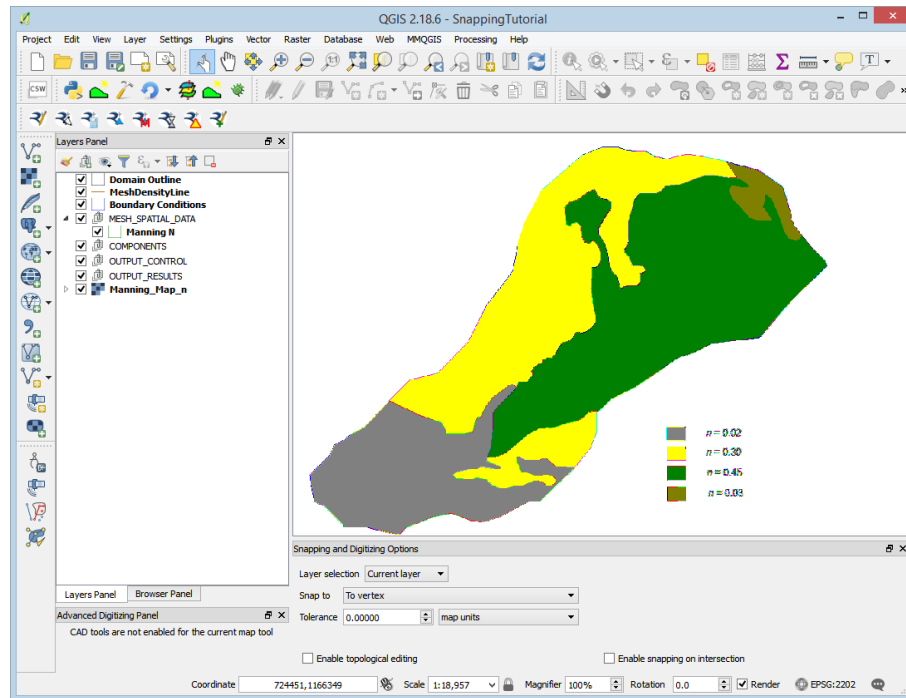 QGIS 2.18.6 - SnappingTutorial
Project Edit View Layer Settings Plugins Vector Raster Database Web MMQGIS Processing Help
CSW
Layers Panel
Domain Outline
MeshDensityLine
Boundary Conditions
MESH_SPATIAL_DATA
Manning N
COMPONENTS
OUTPUT_CONTROL
OUTPUT_RESULTS
Manning_Map_n
n = 0.02
n = 0.30
n = 0.45
n = 0.03
Snapping and Digitizing Options
Layer selection Current layer
Snap to To vertex
Tolerance 0.00000 map units
Enable topological editing Enable snapping on intersection
Layers Panel Browser Panel
Advanced Digitizing Panel
CAD tools are not enabled for the current map tool
Coordinate 724451,1166349 Scale 1:18,957 Magnifier 100% Rotation 0.0 Render EPSG:2202